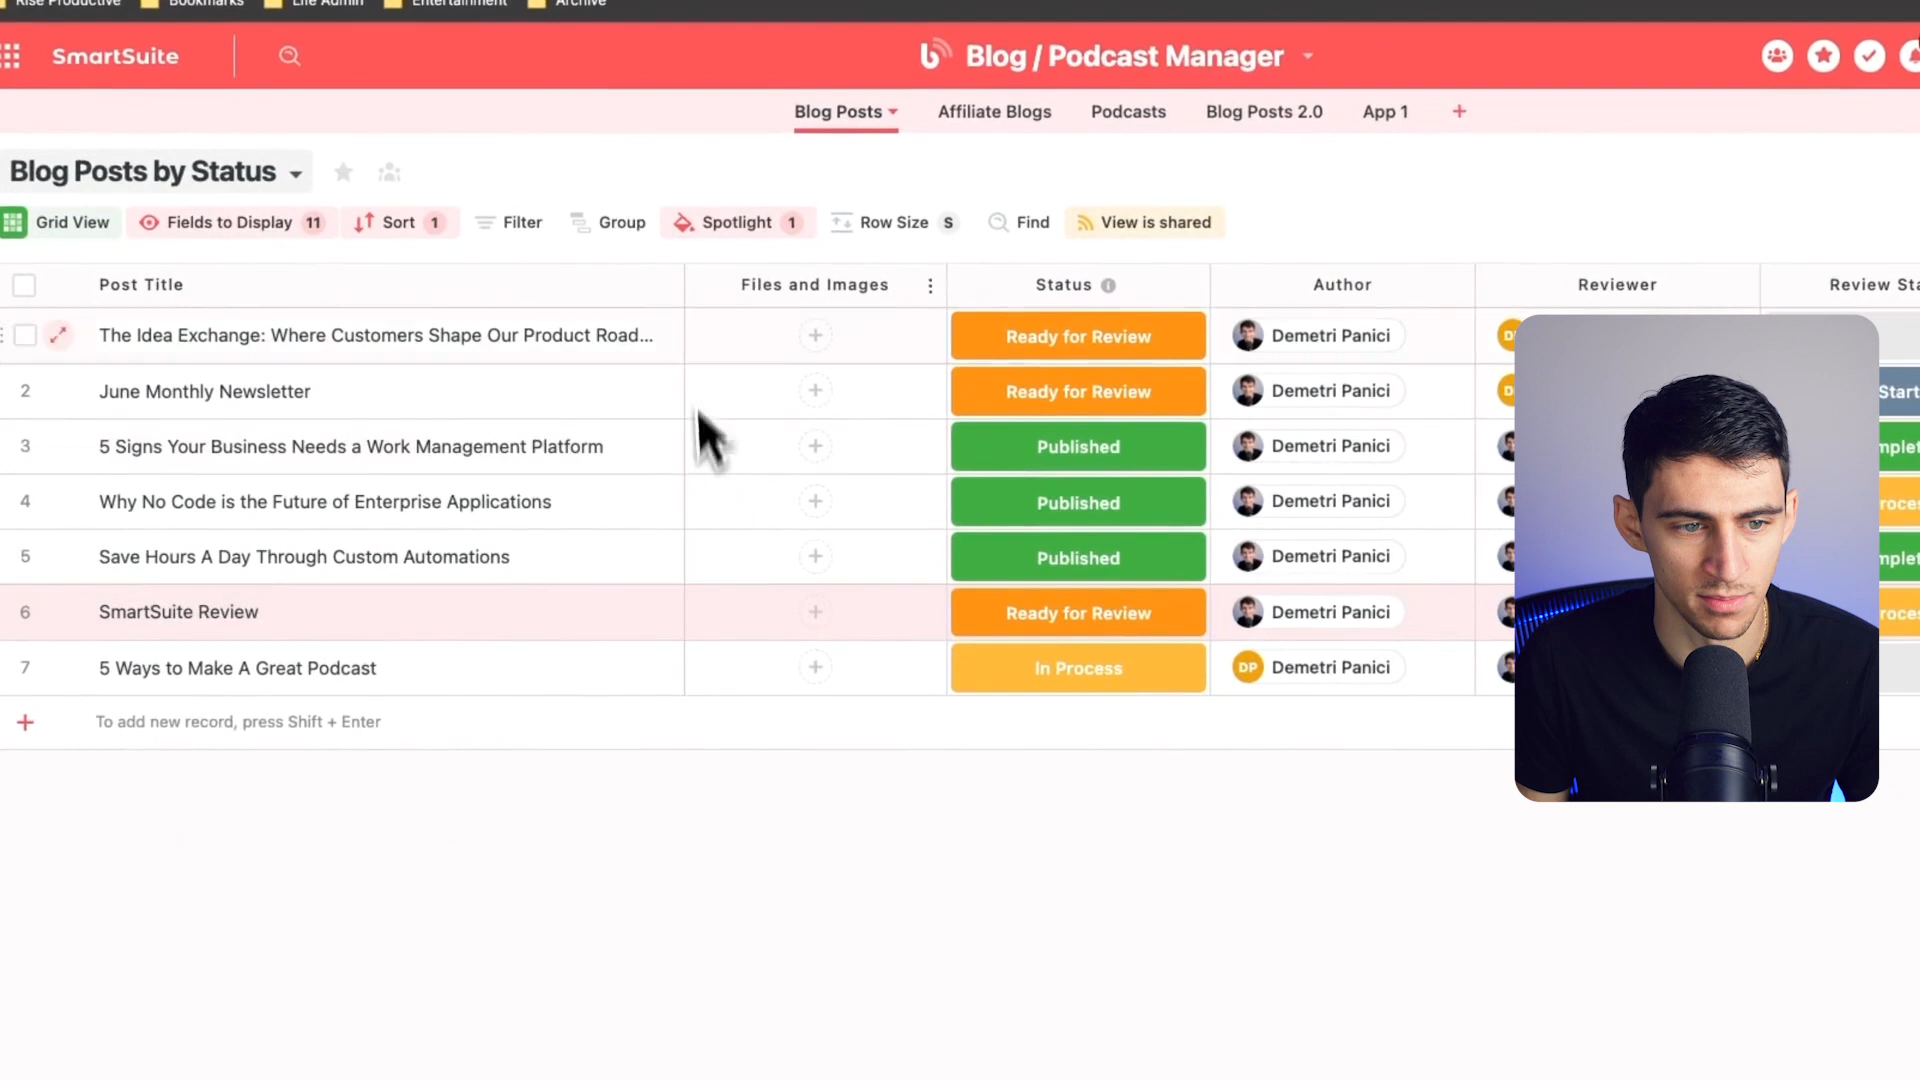 Rise Productive Bookmarks Life Admin Entertainment Archive
SmartSuite Blog / Podcast Manager
Blog Posts Affiliate Blogs Podcasts Blog Posts 2.0 App 1 +
Blog Posts by Status
Grid View Fields to Display 11 Sort 1 Filter Group Spotlight 1 Row Size S Find View is shared
Post Title Files and Images Status Author Reviewer Review Sta
The Idea Exchange: Where Customers Shape Our Product Road... Ready for Review Demetri Panici
2 June Monthly Newsletter Ready for Review Demetri Panici Start
3 5 Signs Your Business Needs a Work Management Platform Published Demetri Panici mplet
4 Why No Code is the Future of Enterprise Applications Published Demetri Panici roces
5 Save Hours A Day Through Custom Automations Published Demetri Panici mplet
6 SmartSuite Review Ready for Review Demetri Panici roces
7 5 Ways to Make A Great Podcast In Process DP Demetri Panici
+ To add new record, press Shift + Enter